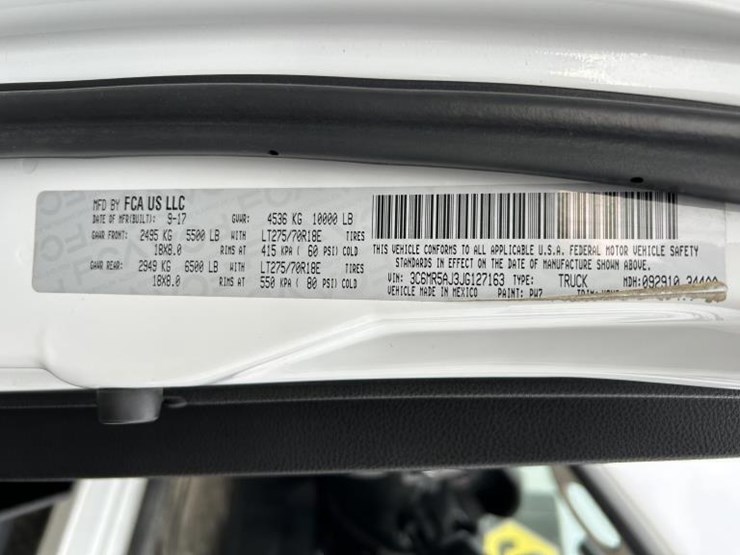 MFD BY FCA US LLC
DATE OF MFR(BUILT): 9-17 GVWR: 4536 KG 10000 LB
GAWR FRONT: 2495 KG 5500 LB WITH LT275/70R18E TIRES
18X8.0 RIMS AT 415 KPA ( 60 PSI) COLD
GAWR REAR: 2949 KG 6500 LB WITH LT275/70R18E TIRES
18X8.0 RIMS AT 550 KPA ( 80 PSI) COLD
THIS VEHICLE CONFORMS TO ALL APPLICABLE U.S.A. FEDERAL MOTOR VEHICLE SAFETY
STANDARDS IN EFFECT ON THE DATE OF MANUFACTURE SHOWN ABOVE.
VIN: 3C6MR5AJ3JG127163 TYPE: TRUCK MDH: 092910
VEHICLE MADE IN MEXICO PAINT: PW7 TRIM: